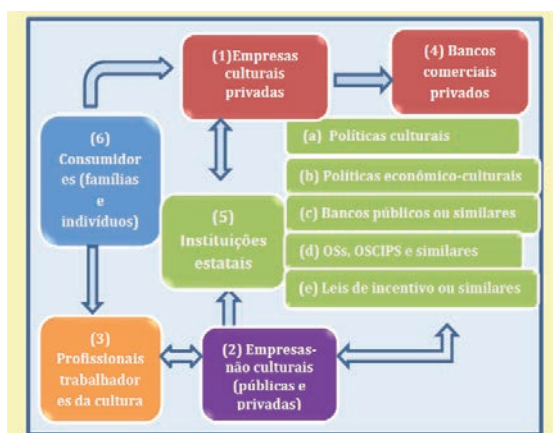 (1)Empresas
culturais
privadas
(4) Bancos
comerciais
privados
(6)
Consumidor
es (famílias
e
indivíduos)
(5)
Instituições
estatais
(a) Políticas culturais
(b) Políticas econômico-culturais
(c) Bancos públicos ou similares
(d) OSs, OSCIPS e similares
(e) Leis de incentivo ou similares
(3)
Profissionais
trabalhador
es da cultura
(2) Empresas-
não culturais
(públicas e
privadas)